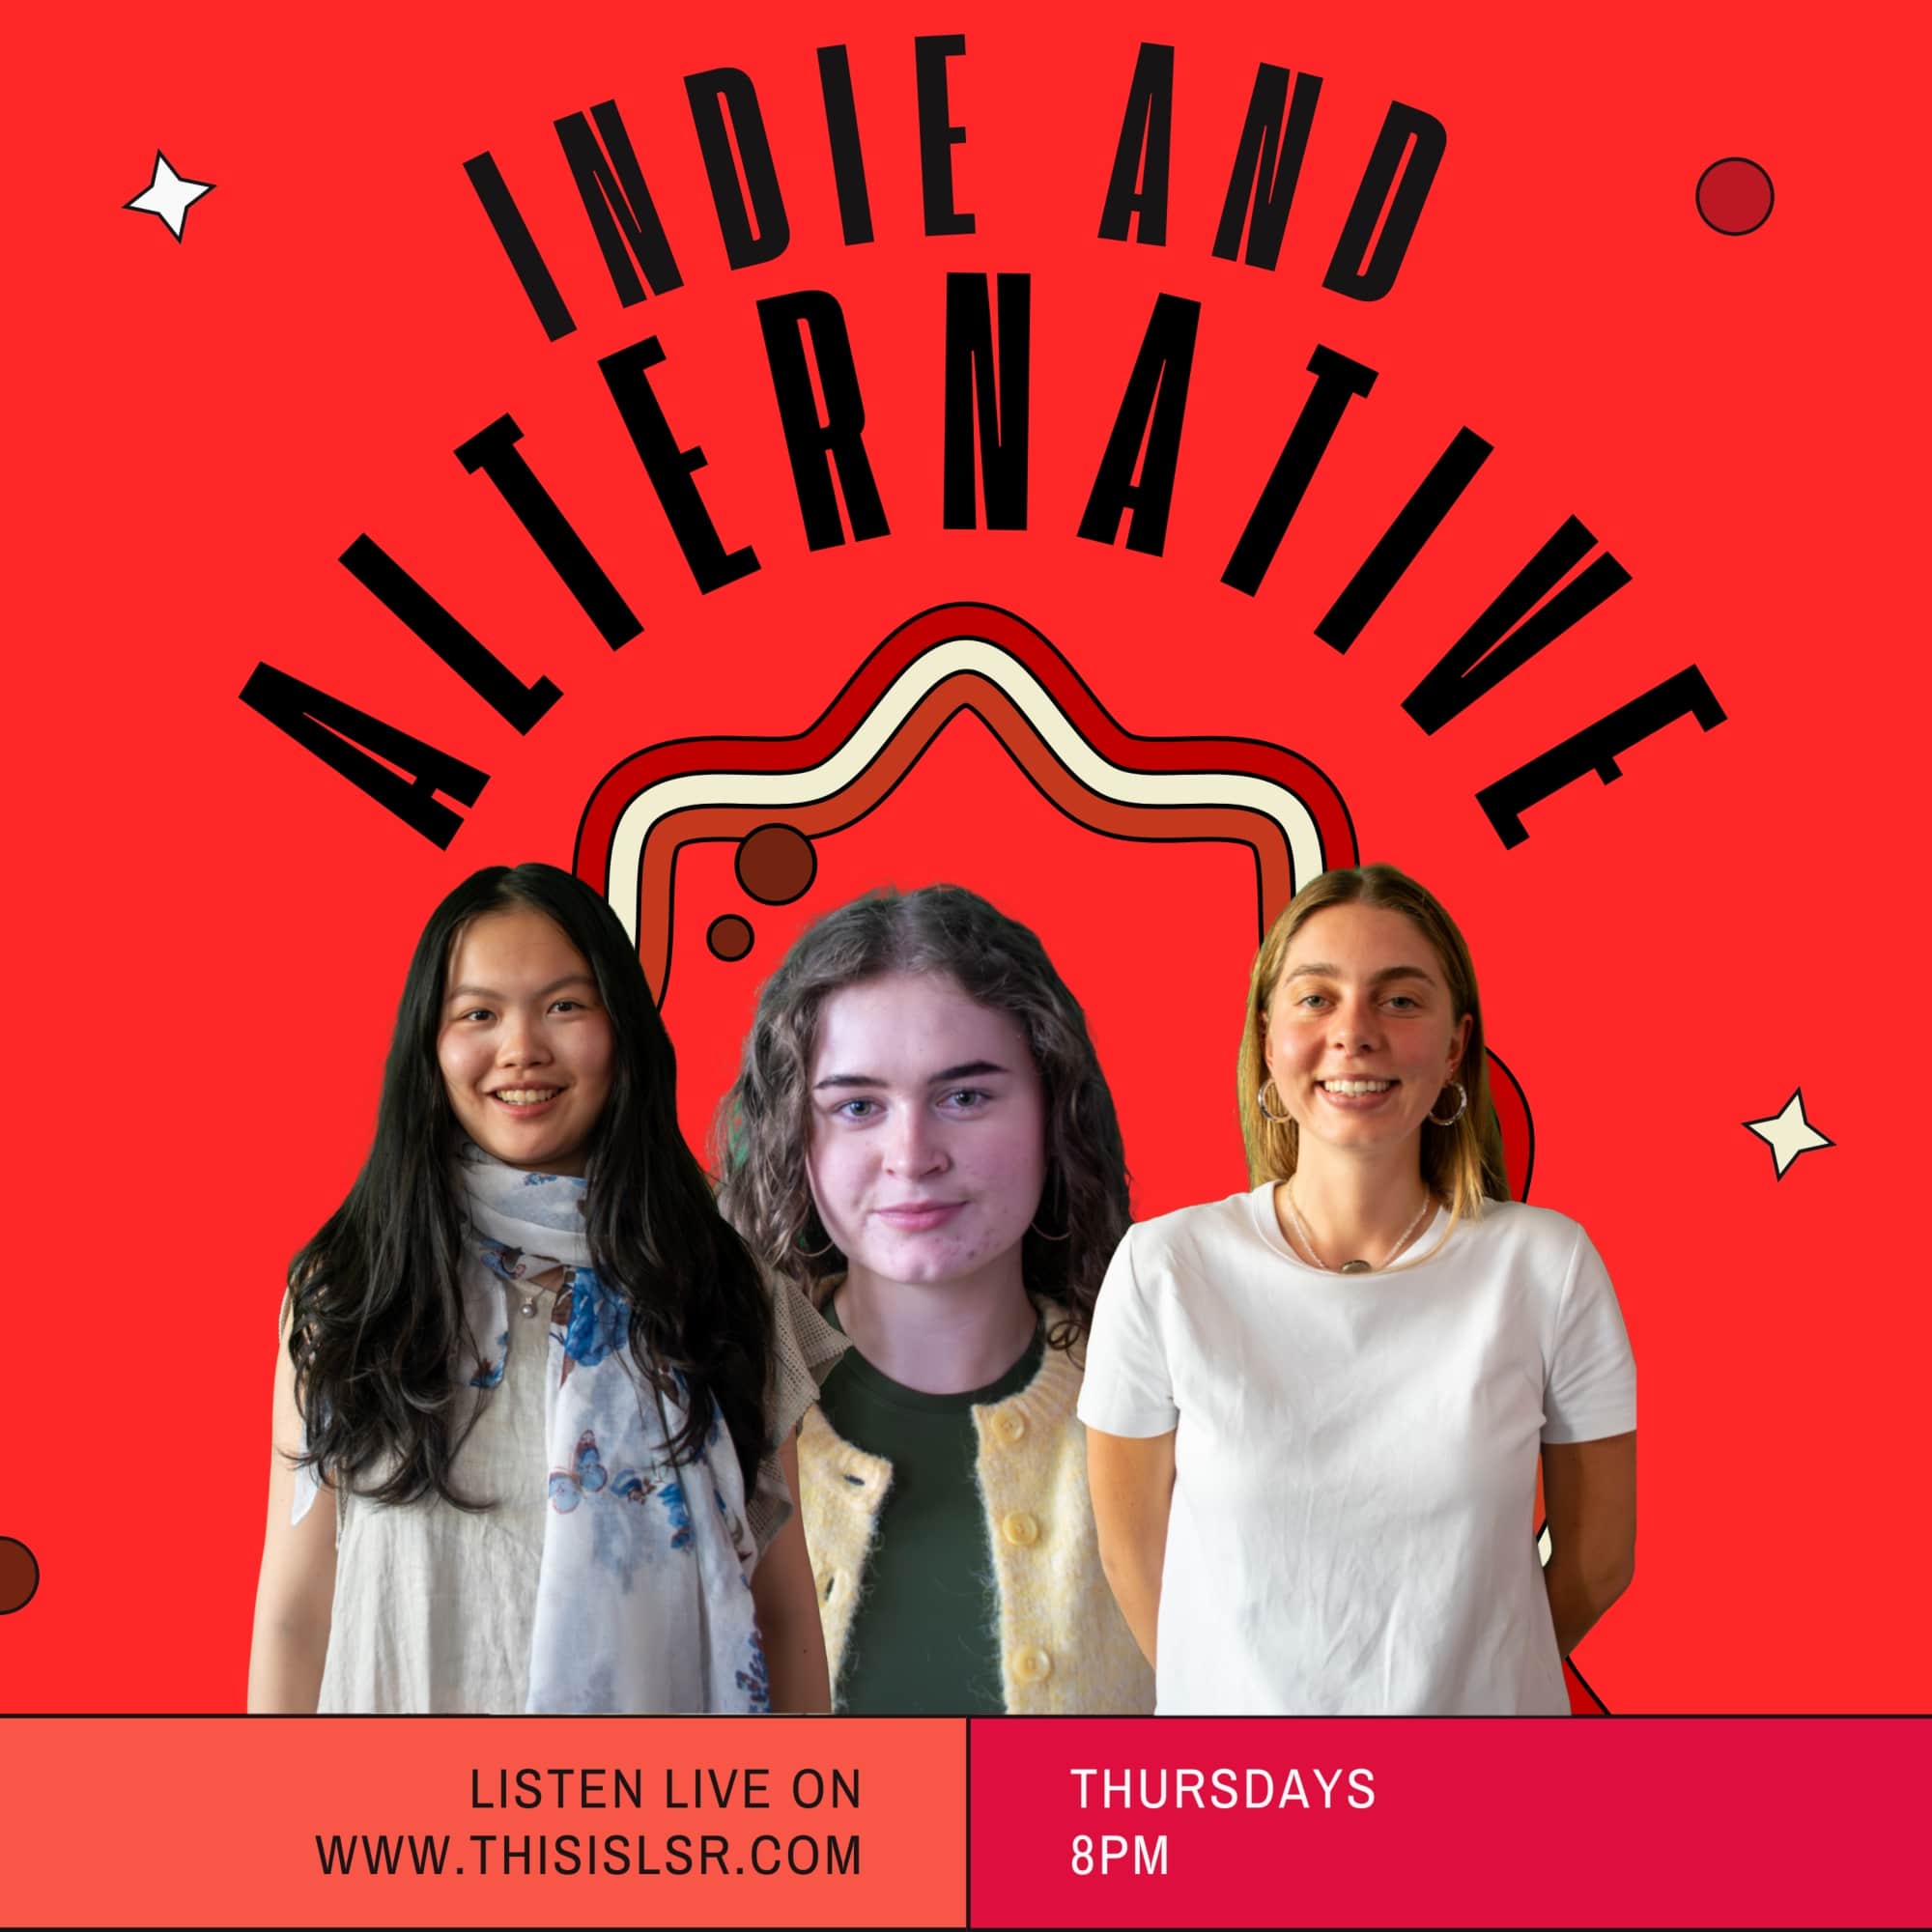 INDIE AND
ALTERNATIVE
LISTEN LIVE ON
WWW.THISISLSR.COM
THURSDAYS
8PM